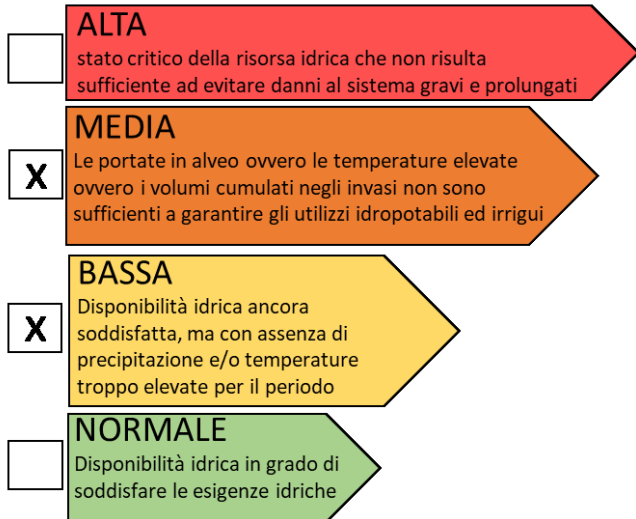 ALTA
stato critico della risorsa idrica che non risulta
sufficiente ad evitare danni al sistema gravi e prolungati
MEDIA
X
Le portate in alveo ovvero le temperature elevate
ovvero i volumi cumulati negli invasi non sono
sufficienti a garantire gli utilizzi idropotabili ed irrigui
BASSA
X
Disponibilità idrica ancora
soddisfatta, ma con assenza di
precipitazione e/o temperature
troppo elevate per il periodo
NORMALE
Disponibilità idrica in grado di
soddisfare le esigenze idriche